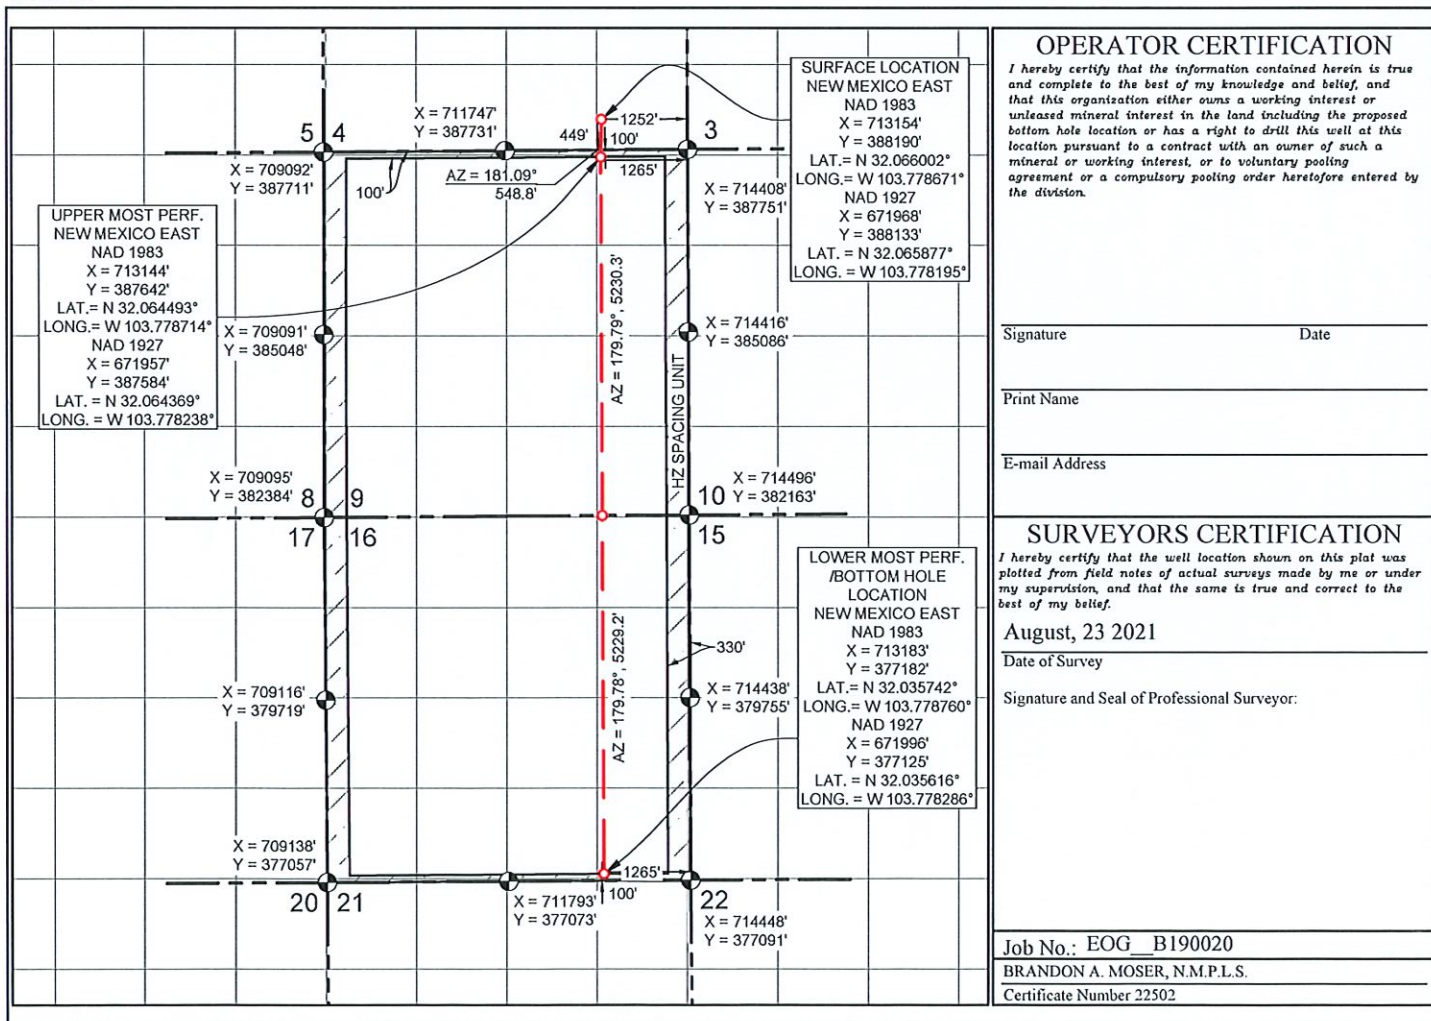 5 4
X = 711747'
Y = 387731'
449'
1252'
100'
3
X = 709092'
Y = 387711'
100'
AZ = 181.09°
548.8'
1265'
X = 714408'
Y = 387751'
SURFACE LOCATION
NEW MEXICO EAST
NAD 1983
X = 713154'
Y = 388190'
LAT.= N 32.066002°
LONG.= W 103.778671°
NAD 1927
X = 671968'
Y = 388133'
LAT. = N 32.065877°
LONG. = W 103.778195°
UPPER MOST PERF.
NEW MEXICO EAST
NAD 1983
X = 713144'
Y = 387642'
LAT.= N 32.064493°
LONG.= W 103.778714°
NAD 1927
X = 671957'
Y = 387584'
LAT. = N 32.064369°
LONG. = W 103.778238°
X = 709091'
Y = 385048'
AZ = 179.79°, 5230.3'
X = 714416'
Y = 385086'
HZ SPACING UNIT
X = 709095'
Y = 382384'
8 9
17 16
10
15
X = 714496'
Y = 382163'
LOWER MOST PERF.
/BOTTOM HOLE
LOCATION
NEW MEXICO EAST
NAD 1983
X = 713183'
Y = 377182'
LAT.= N 32.035742°
LONG.= W 103.778760°
NAD 1927
X = 671996'
Y = 377125'
LAT. = N 32.035616°
LONG. = W 103.778286°
330'
AZ = 179.78°, 5229.2'
X = 709116'
Y = 379719'
X = 714438'
Y = 379755'
X = 709138'
Y = 377057'
1265'
100'
20 21
22
X = 711793'
Y = 377073'
X = 714448'
Y = 377091'
OPERATOR CERTIFICATION
I hereby certify that the information contained herein is true
and complete to the best of my knowledge and belief, and
that this organization either owns a working interest or
unleased mineral interest in the land including the proposed
bottom hole location or has a right to drill this well at this
location pursuant to a contract with an owner of such a
mineral or working interest, or to voluntary pooling
agreement or a compulsory pooling order heretofore entered by
the division.
Signature Date
Print Name
E-mail Address
SURVEYORS CERTIFICATION
I hereby certify that the well location shown on this plat was
plotted from field notes of actual surveys made by me or under
my supervision, and that the same is true and correct to the
best of my belief.
August, 23 2021
Date of Survey
Signature and Seal of Professional Surveyor:
Job No.: EOG__B190020
BRANDON A. MOSER, N.M.P.L.S.
Certificate Number 22502